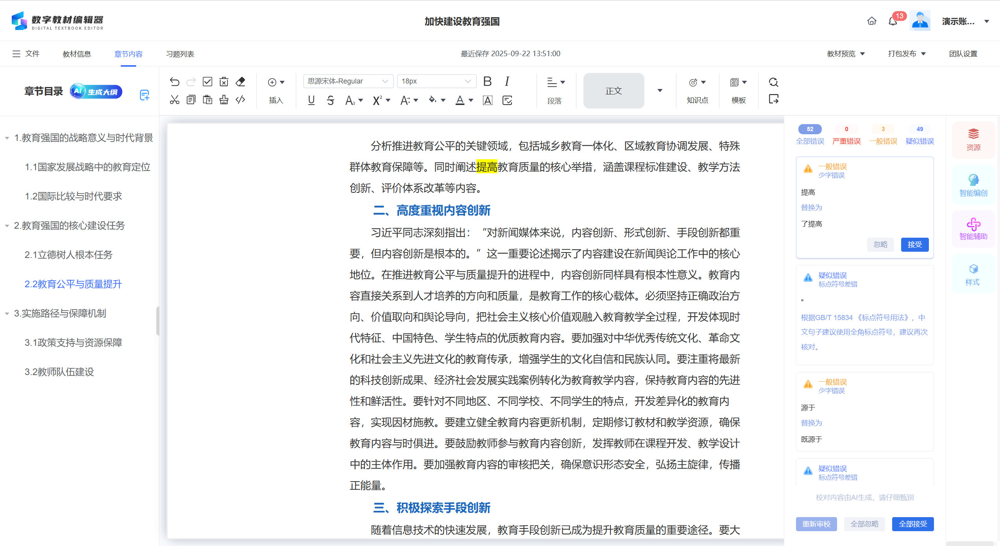 数字教材编辑器
DIGITAL TEXTBOOK EDITOR
加快建设教育强国
13
演示账...
文件
教材信息
章节内容
习题列表
最近保存 2025-09-22 13:51:00
教材预览
打包发布
团队设置
章节目录
AI 生成大纲
插入
思源宋体-Regular
18px
段落
正文
知识点
模板
1.教育强国的战略意义与时代背景
1.1国家发展战略中的教育定位
1.2国际比较与时代要求
2.教育强国的核心建设任务
2.1立德树人根本任务
2.2教育公平与质量提升
3.实施路径与保障机制
3.1政策支持与资源保障
3.2教师队伍建设
分析推进教育公平的关键领域，包括城乡教育一体化、区域教育协调发展、特殊
群体教育保障等。同时阐述提高教育质量的核心举措，涵盖课程标准建设、教学方法
创新、评价体系改革等内容。
二、高度重视内容创新
习近平同志深刻指出：“对新闻媒体来说，内容创新、形式创新、手段创新都重
要，但内容创新是根本的。”这一重要论述揭示了内容建设在新闻舆论工作中的核心
地位。在推进教育公平与质量提升的进程中，内容创新同样具有根本性意义。教育内
容直接关系到人才培养的方向和质量，是教育工作的核心载体。必须坚持正确政治方
向、价值取向和舆论导向，把社会主义核心价值观融入教育教学全过程，开发体现时
代特征、中国特色、学生特点的优质教育内容。要加强对中华优秀传统文化、革命文
化和社会主义先进文化的教育传承，增强学生的文化自信和民族认同。要注重将最新
的科技创新成果、经济社会发展实践案例转化为教育教学内容，保持教育内容的先进
性和鲜活性。要针对不同地区、不同学校、不同学生的特点，开发差异化的教育内
容，实现因材施教。要建立健全教育内容更新机制，定期修订教材和教学资源，确保
教育内容与时俱进。要鼓励教师参与教育内容创新，发挥教师在课程开发、教学设计
中的主体作用。要加强教育内容的审核把关，确保意识形态安全，弘扬主旋律，传播
正能量。
三、积极探索手段创新
随着信息技术的快速发展，教育手段创新已成为提升教育质量的重要途径。要大
52
全部错误
0
严重错误
3
一般错误
49
疑似错误
一般错误
少字错误
提高
替换为
了提高
忽略
接受
疑似错误
标点符号差错
"
根据GB/T 15834 《标点符号用法》，中
文句子建议使用全角标点符号，建议再次
核对。
一般错误
少字错误
源于
替换为
既源于
疑似错误
标点符号差错
校对内容由AI生成，请仔细甄别
重新审校
全部忽略
全部接受
资源
智能编创
智能辅助
样式